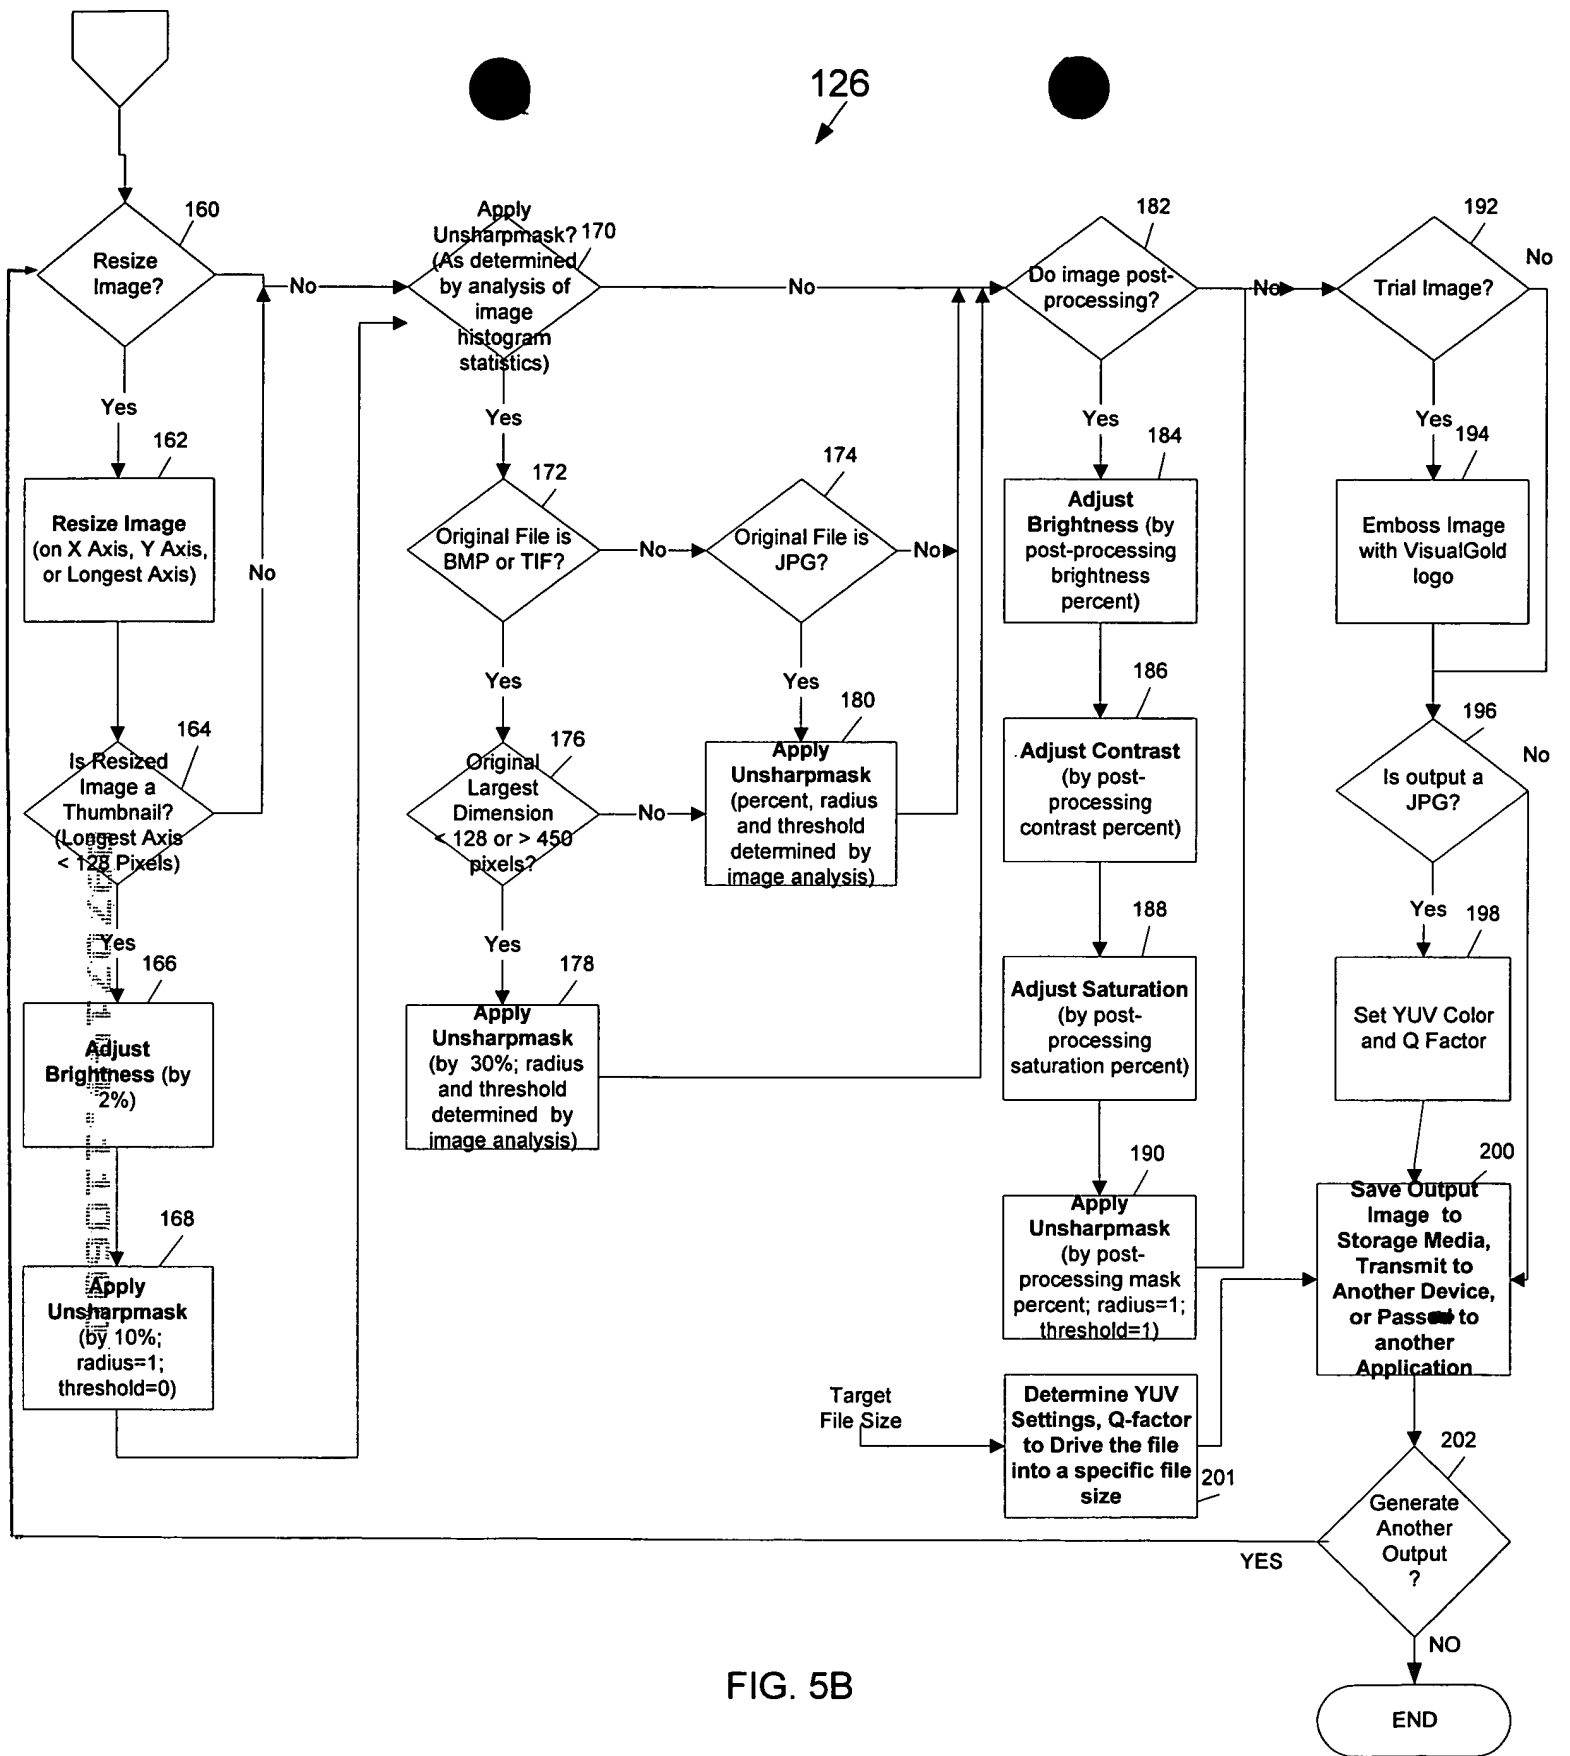 126
160
Resize
Image?
No
Yes
162
Resize Image
(on X Axis, Y Axis,
or Longest Axis)
No
164
Is Resized
Image a
Thumbnail?
(Longest Axis
< 128 Pixels)
Yes
166
Adjust
Brightness (by
2%)
168
Apply
Unsharpmask
(by 10%;
radius=1;
threshold=0)
170
Apply
Unsharpmask?
(As determined
by analysis of
image
histogram
statistics)
No
Yes
172
Original File is
BMP or TIF?
No
174
Original File is
JPG?
No
Yes
Yes
176
Original
Largest
Dimension
< 128 or > 450
pixels?
No
180
Apply
Unsharpmask
(percent, radius
and threshold
determined by
image analysis)
Yes
178
Apply
Unsharpmask
(by 30%; radius
and threshold
determined by
image analysis)
182
Do image post-
processing?
No
Yes
184
Adjust
Brightness (by
post-processing
brightness
percent)
186
Adjust Contrast
(by post-
processing
contrast percent)
188
Adjust Saturation
(by post-
processing
saturation percent)
190
Apply
Unsharpmask
(by post-
processing mask
percent; radius=1;
threshold=1)
Target
File Size
Determine YUV
Settings, Q-factor
to Drive the file
into a specific file
size
201
192
Trial Image?
No
Yes
194
Emboss Image
with VisualGold
logo
196
Is output a
JPG?
No
Yes
198
Set YUV Color
and Q Factor
200
Save Output
Image to
Storage Media,
Transmit to
Another Device,
or Pass to
another
Application
202
Generate
Another
Output
?
YES
NO
END
FIG. 5B